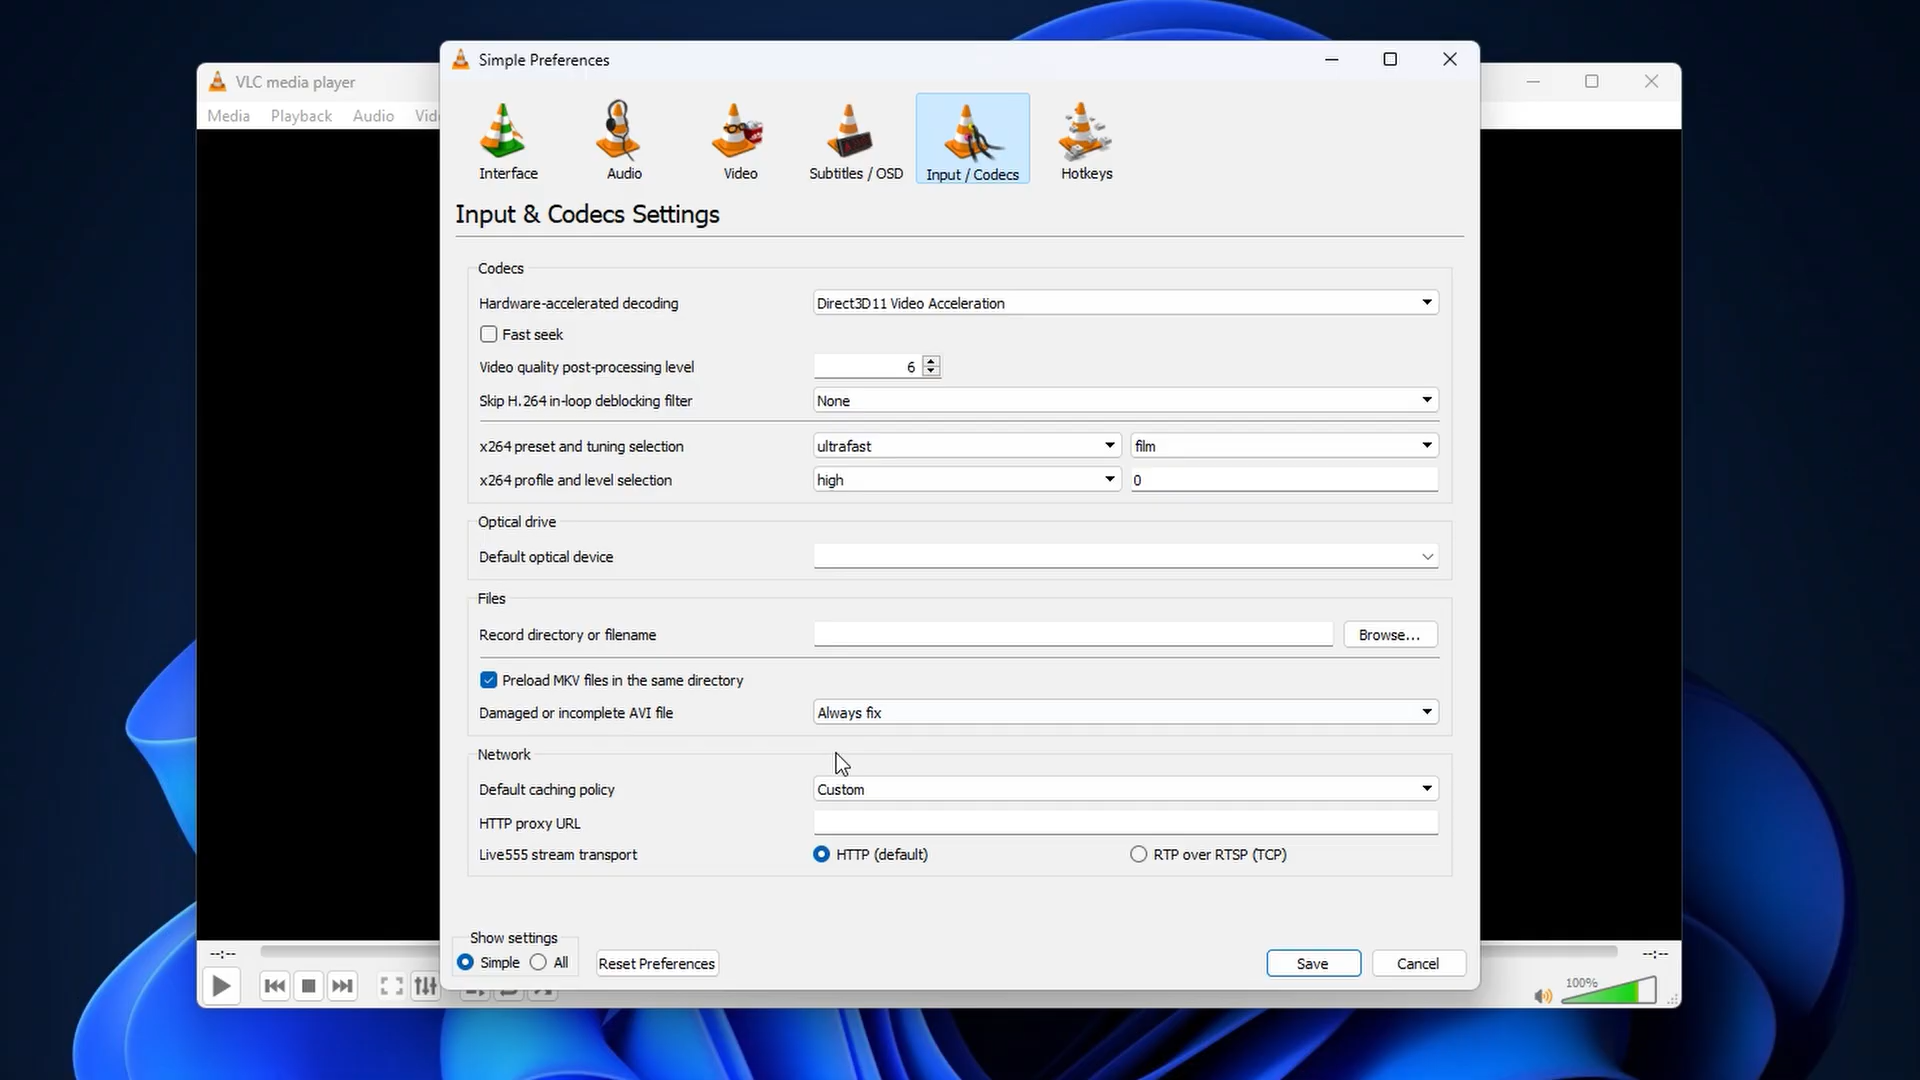 Simple Preferences
VLC media player
Media Playback Audio Vid
Interface
Audio
Video
Subtitles / OSD
Input / Codecs
Hotkeys
Input & Codecs Settings
Codecs
Hardware-accelerated decoding Direct3D11 Video Acceleration
Fast seek
Video quality post-processing level 6
Skip H.264 in-loop deblocking filter None
x264 preset and tuning selection ultrafast film
x264 profile and level selection high 0
Optical drive
Default optical device
Files
Record directory or filename Browse...
Preload MKV files in the same directory
Damaged or incomplete AVI file Always fix
Network
Default caching policy Custom
HTTP proxy URL
Live555 stream transport HTTP (default) RTP over RTSP (TCP)
Show settings
Simple All Reset Preferences Save Cancel
--:-- --:--
100%